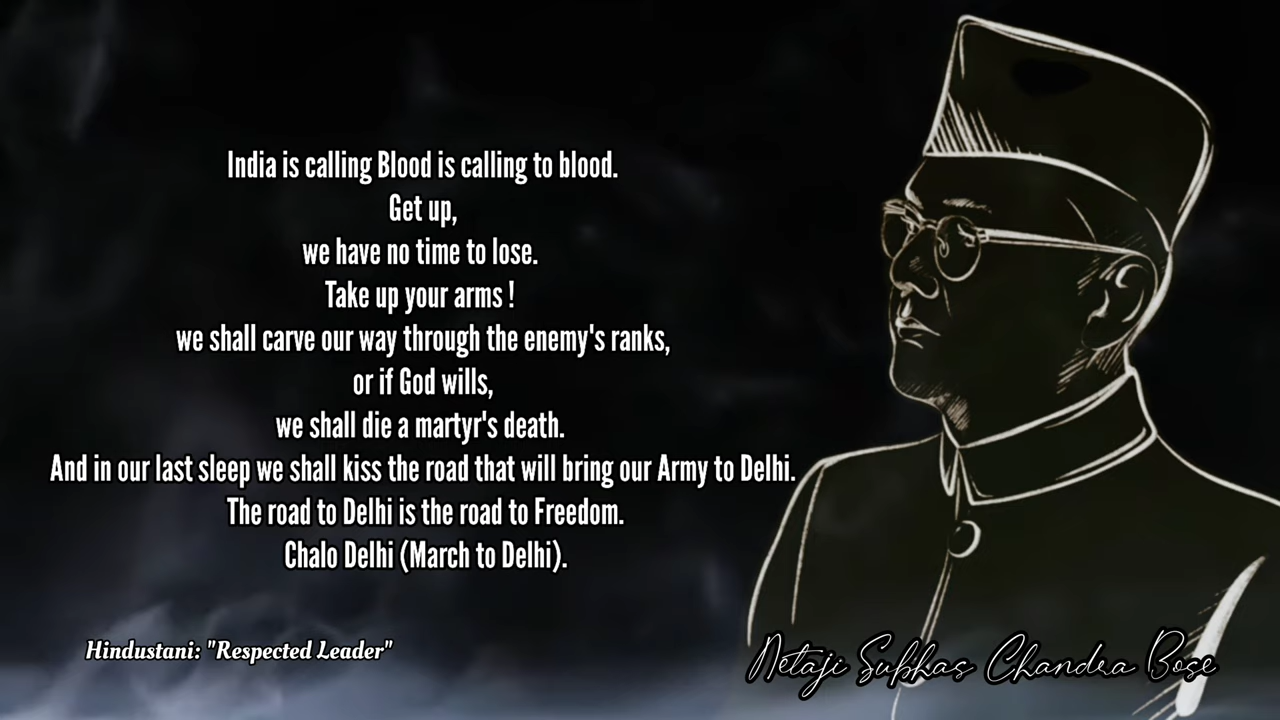 India is calling Blood is calling to blood.
Get up,
we have no time to lose.
Take up your arms !
we shall carve our way through the enemy's ranks,
or if God wills,
we shall die a martyr's death.
And in our last sleep we shall kiss the road that will bring our Army to Delhi.
The road to Delhi is the road to Freedom.
Chalo Delhi (March to Delhi).
Hindustani: "Respected Leader"
Netaji Subhas Chandra Bose